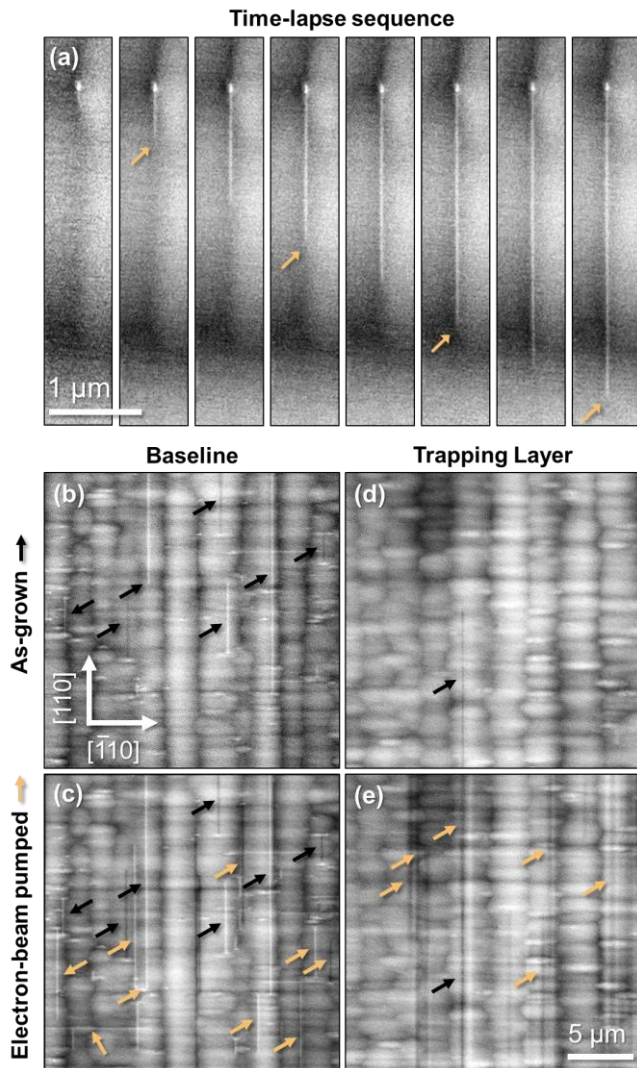 Time-lapse sequence
(a)
1 μm
Baseline
Trapping Layer
As-grown
(b)
(d)
[110]
[1̄10]
Electron-beam pumped
(c)
(e)
5 μm